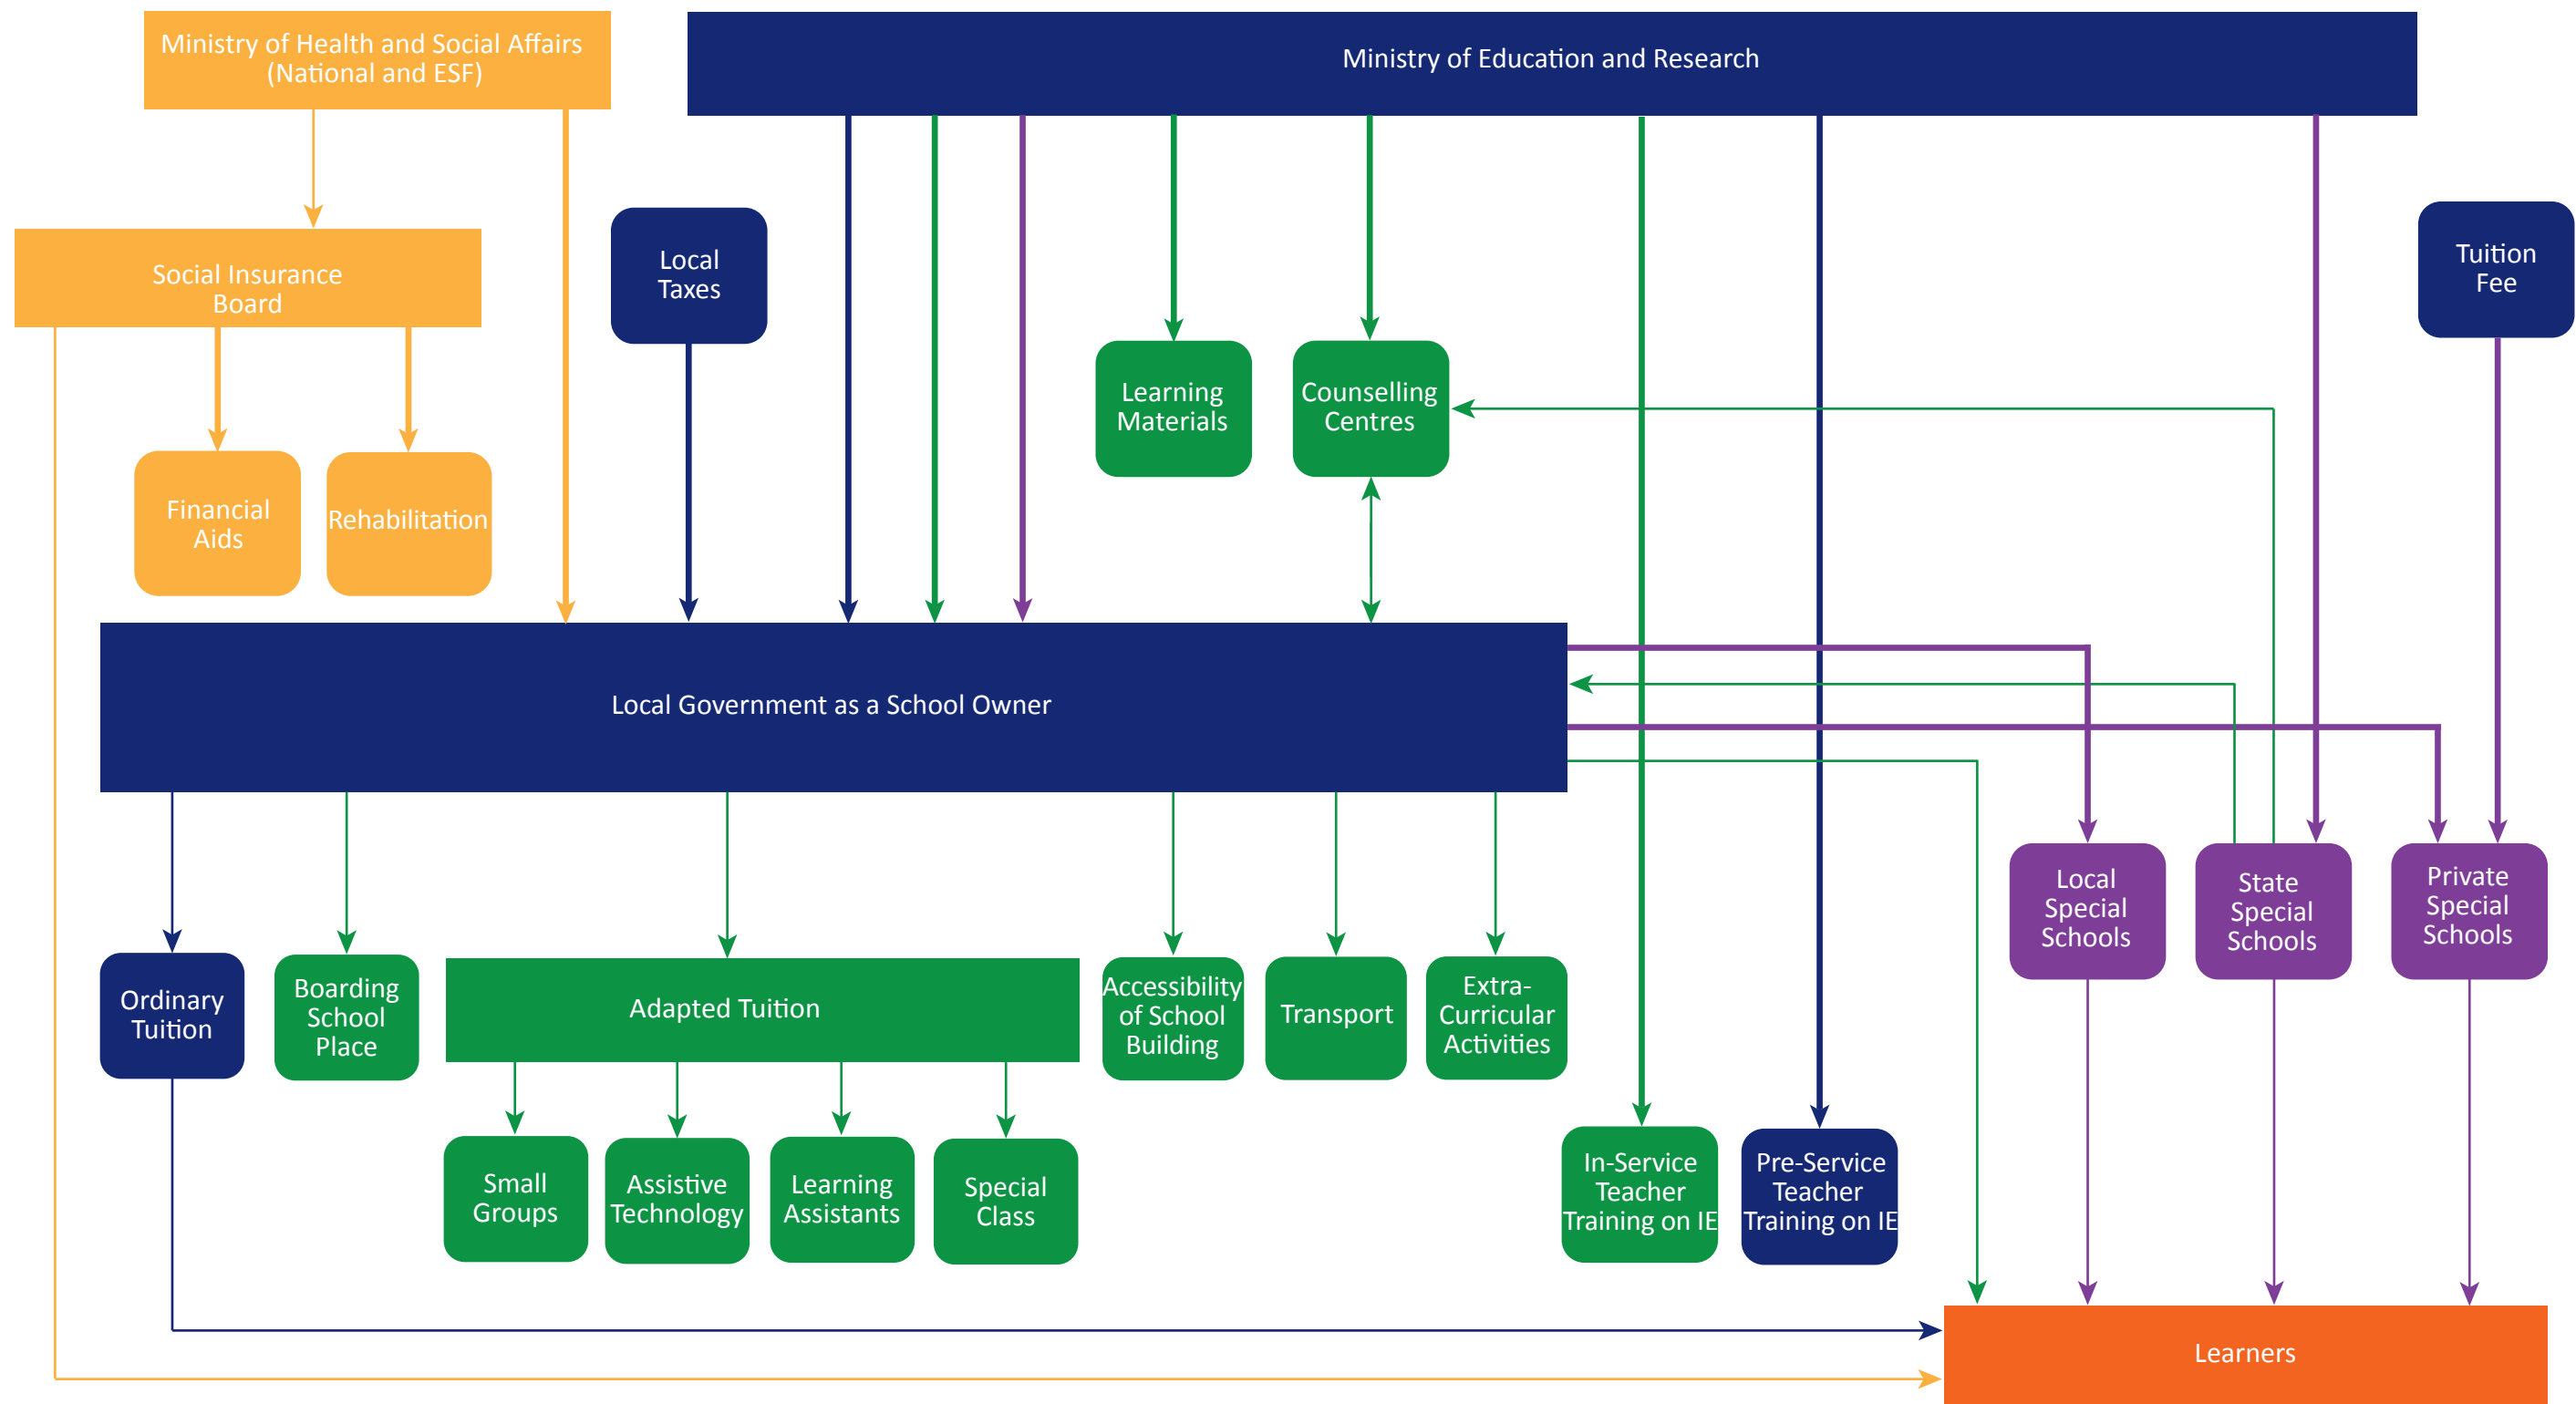 Ministry of Health and Social Affairs
(National and ESF)
Ministry of Education and Research
Social Insurance
Board
Local
Taxes
Tuition
Fee
Financial
Aids
Rehabilitation
Learning
Materials
Counselling
Centres
Local Government as a School Owner
Local
Special
Schools
State
Special
Schools
Private
Special
Schools
Ordinary
Tuition
Boarding
School
Place
Adapted Tuition
Accessibility
of School
Building
Transport
Extra-
Curricular
Activities
Small
Groups
Assistive
Technology
Learning
Assistants
Special
Class
In-Service
Teacher
Training on IE
Pre-Service
Teacher
Training on IE
Learners